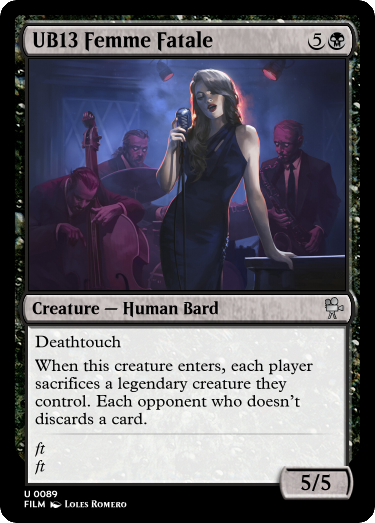 UB13 Femme Fatale 5
Creature — Human Bard
Deathtouch
When this creature enters, each player
sacrifices a legendary creature they
control. Each opponent who doesn't
discards a card.
ft
ft
5/5
U 0089
FILM Loles Romero